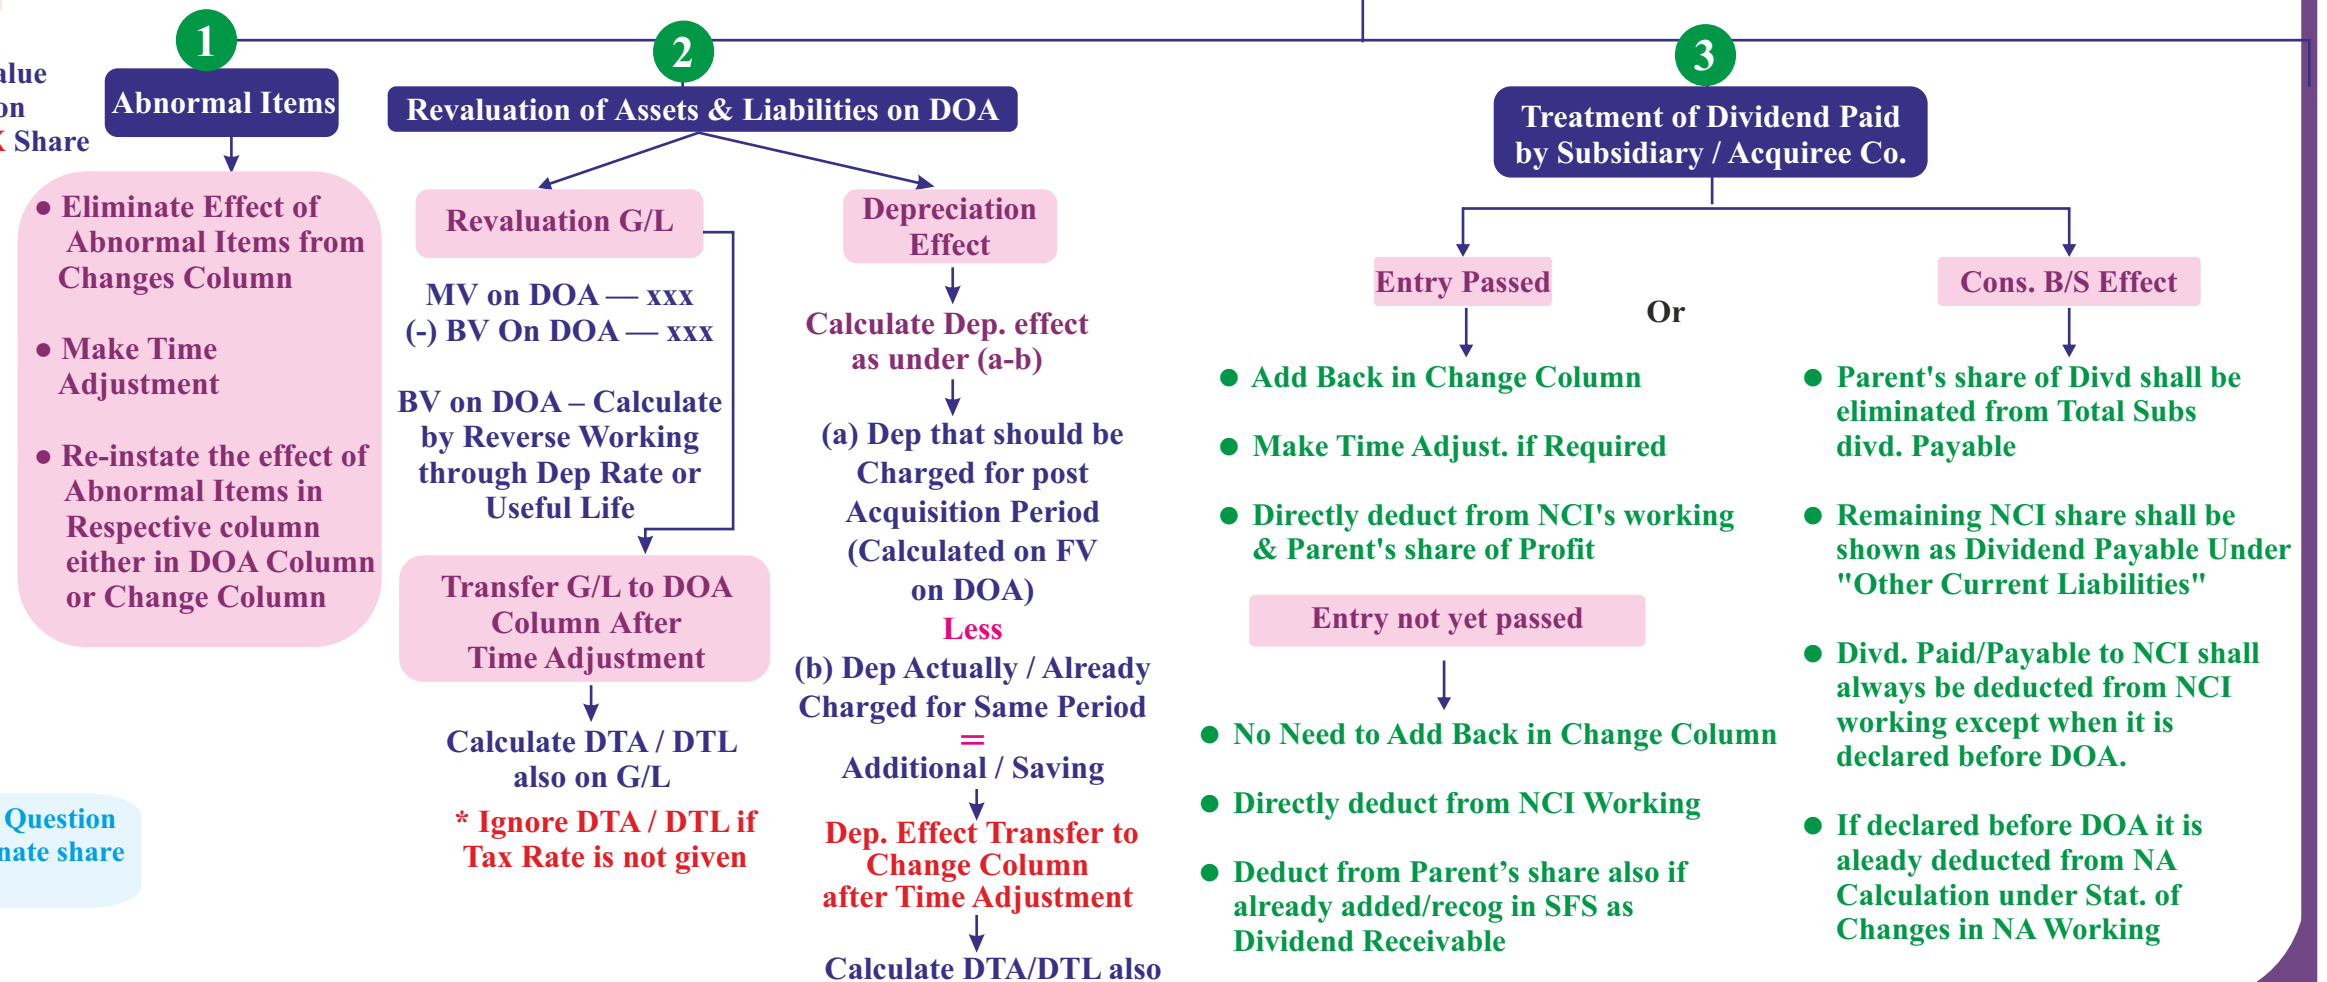 alue
on
X Share
1
Abnormal Items
● Eliminate Effect of
Abnormal Items from
Changes Column
● Make Time
Adjustment
● Re-instate the effect of
Abnormal Items in
Respective column
either in DOA Column
or Change Column
Question
nate share
2
Revaluation of Assets & Liabilities on DOA
Revaluation G/L
MV on DOA — xxx
(-) BV On DOA — xxx
BV on DOA – Calculate
by Reverse Working
through Dep Rate or
Useful Life
Transfer G/L to DOA
Column After
Time Adjustment
Calculate DTA / DTL
also on G/L
* Ignore DTA / DTL if
Tax Rate is not given
Depreciation
Effect
Calculate Dep. effect
as under (a-b)
(a) Dep that should be
Charged for post
Acquisition Period
(Calculated on FV
on DOA)
Less
(b) Dep Actually / Already
Charged for Same Period
=
Additional / Saving
Dep. Effect Transfer to
Change Column
after Time Adjustment
Calculate DTA/DTL also
3
Treatment of Dividend Paid
by Subsidiary / Acquiree Co.
Entry Passed
● Add Back in Change Column
● Make Time Adjust. if Required
● Directly deduct from NCI's working
& Parent's share of Profit
Entry not yet passed
● No Need to Add Back in Change Column
● Directly deduct from NCI Working
● Deduct from Parent’s share also if
already added/recog in SFS as
Dividend Receivable
Or
Cons. B/S Effect
● Parent's share of Divd shall be
eliminated from Total Subs
divd. Payable
● Remaining NCI share shall be
shown as Dividend Payable Under
"Other Current Liabilities"
● Divd. Paid/Payable to NCI shall
always be deducted from NCI
working except when it is
declared before DOA.
● If declared before DOA it is
aleady deducted from NA
Calculation under Stat. of
Changes in NA Working